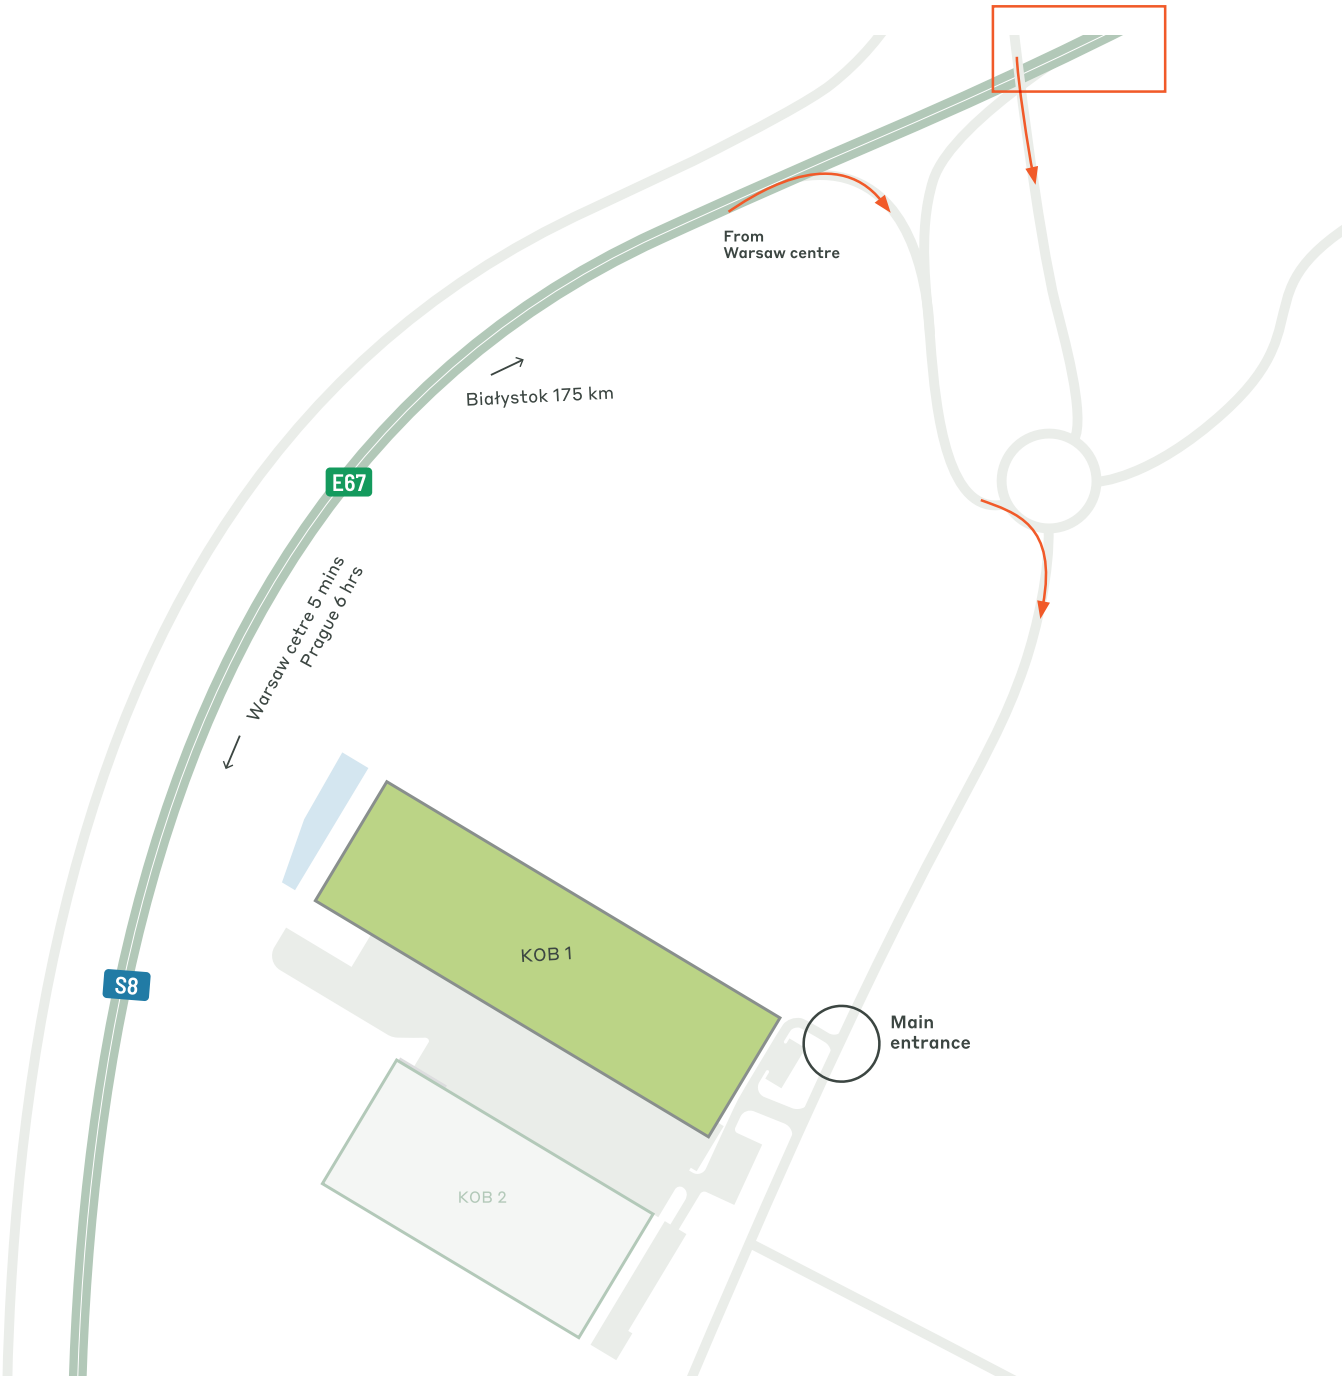 From
Warsaw centre
Białystok 175 km
E67
Warsaw cetre 5 mins
Prague 6 hrs
KOB 1
S8
Main
entrance
KOB 2